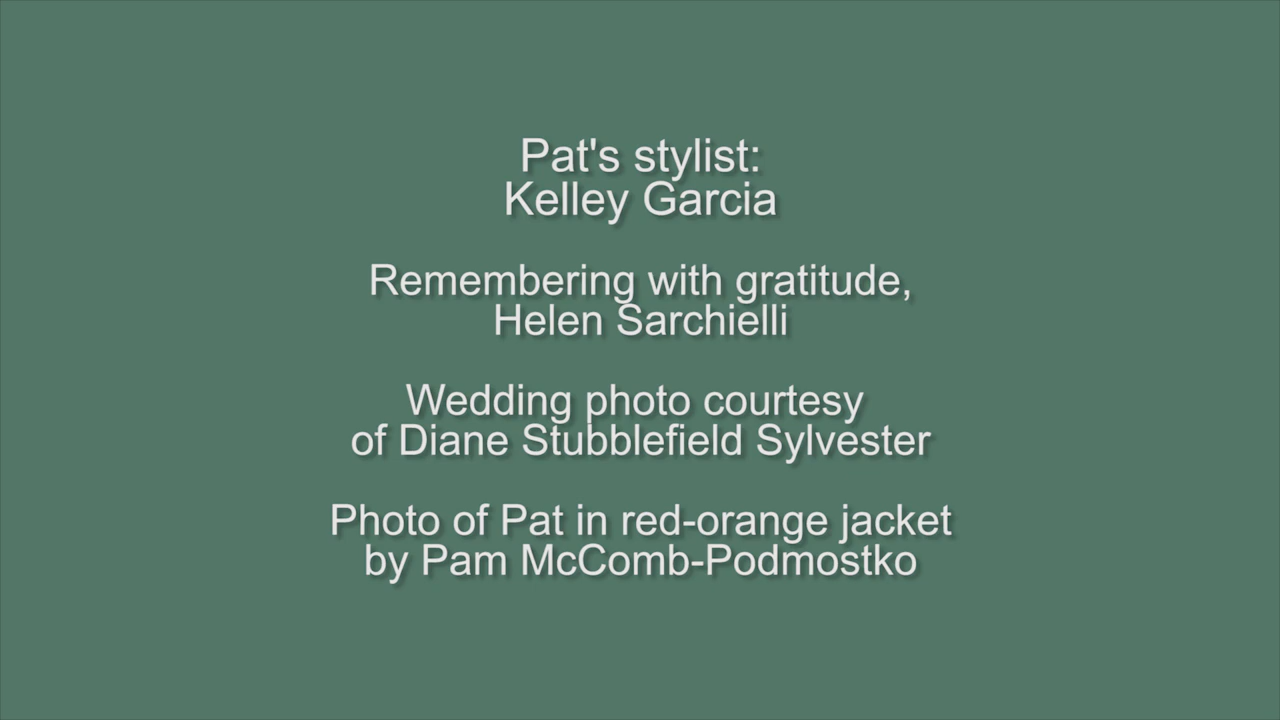 Pat's stylist:
Kelley Garcia
Remembering with gratitude,
Helen Sarchielli
Wedding photo courtesy
of Diane Stubblefield Sylvester
Photo of Pat in red-orange jacket
by Pam McComb-Podmostko